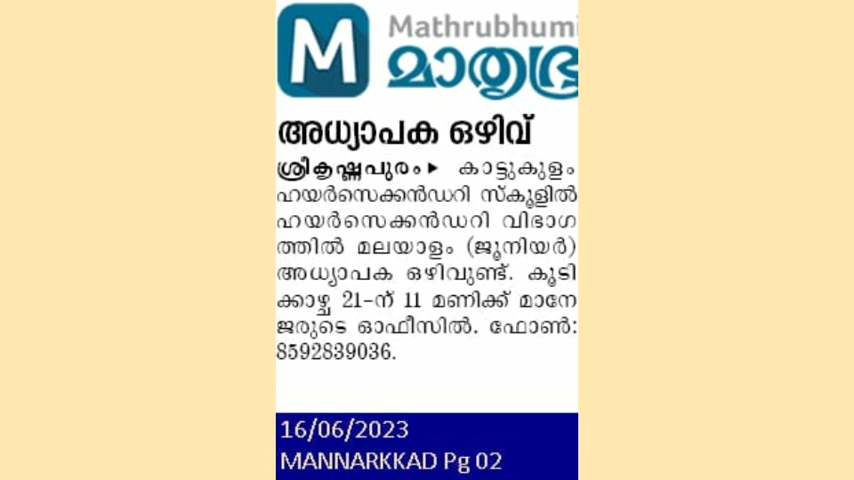 Mathrubhumi
അധ്യാപക ഒഴിവ്
ശ്രീകൃഷ്ണപുരം▶ കാട്ടുകുളം
ഹയർസെക്കൻഡറി സ്കൂളിൽ
ഹയർസെക്കൻഡറി വിഭാഗ
ത്തിൽ മലയാളം (ജൂനിയർ)
അധ്യാപക ഒഴിവുണ്ട്. കൂടി
ക്കാഴ്ച 21-ന് 11 മണിക്ക് മാനേ
ജരുടെ ഓഫീസിൽ. ഫോൺ:
8592839036.
16/06/2023
MANNARKKAD Pg 02